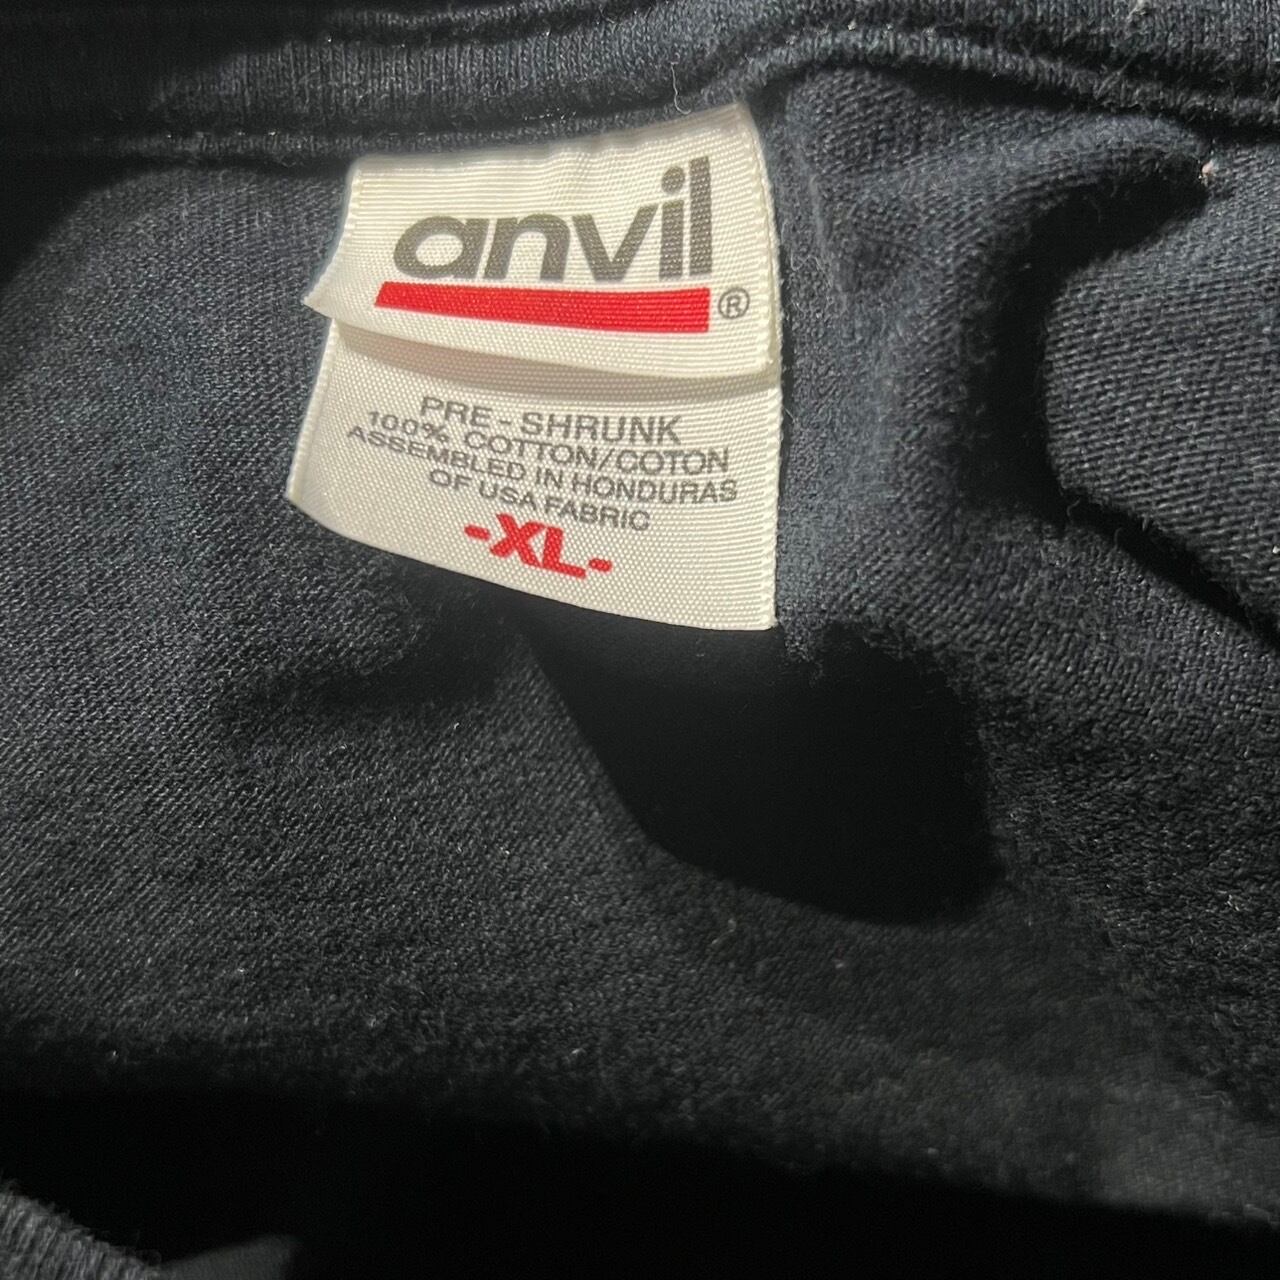 anvil
®
PRE-SHRUNK
100% COTTON/COTON
ASSEMBLED IN HONDURAS
OF USA FABRIC
-XL-